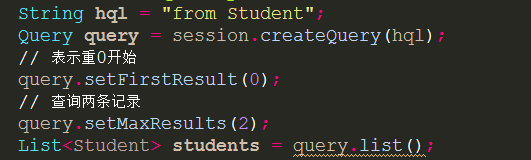 String hql = "from Student";
Query query = session.createQuery(hql);
// 表示重0开始
query.setFirstResult(0);
// 查询两条记录
query.setMaxResults(2);
List<Student> students = query.list();